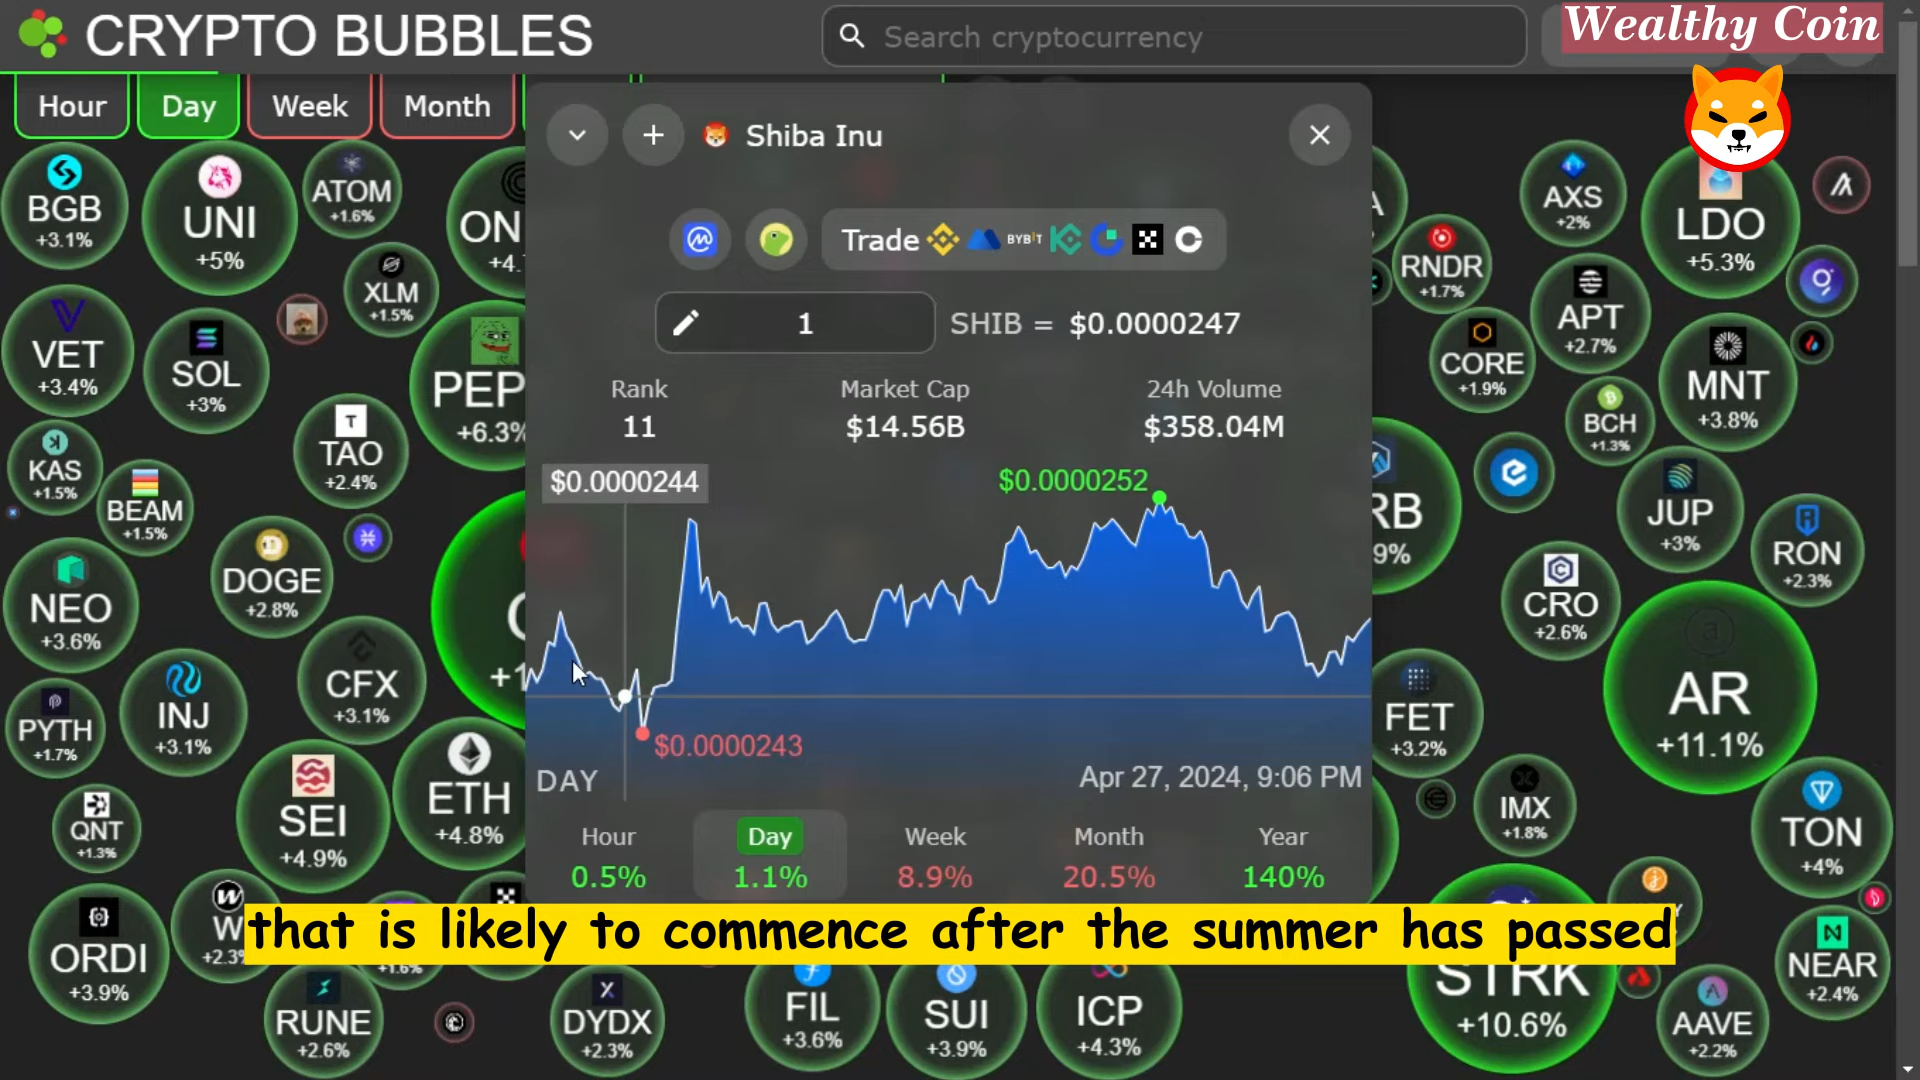 CRYPTO BUBBLES
Search cryptocurrency
Wealthy Coin
Hour
Day
Week
Month
Shiba Inu
Trade
BYBIT
1
SHIB = $0.0000247
Rank
Market Cap
24h Volume
11
$14.56B
$358.04M
$0.0000244
$0.0000252
$0.0000243
DAY
Apr 27, 2024, 9:06 PM
Hour
Day
Week
Month
Year
0.5%
1.1%
8.9%
20.5%
140%
that is likely to commence after the summer has passed
BGB
+3.1%
UNI
+5%
ATOM
+1.6%
XLM
+1.5%
VET
+3.4%
SOL
+3%
+6.3%
TAO
+2.4%
KAS
+1.5%
BEAM
+1.5%
DOGE
+2.8%
NEO
+3.6%
CFX
+3.1%
INJ
+3.1%
PYTH
+1.7%
SEI
+4.9%
ETH
+4.8%
QNT
+1.3%
W
ORDI
+3.9%
+1.6%
RUNE
+2.6%
DYDX
+2.3%
FIL
+3.6%
SUI
+3.9%
ICP
+4.3%
AXS
+2%
LDO
+5.3%
RNDR
+1.7%
APT
+2.7%
CORE
+1.9%
MNT
+3.8%
BCH
+1.3%
JUP
+3%
RON
+2.3%
CRO
+2.6%
AR
+11.1%
FET
+3.2%
IMX
+1.8%
TON
+4%
STRK
+10.6%
NEAR
+2.4%
AAVE
+2.2%